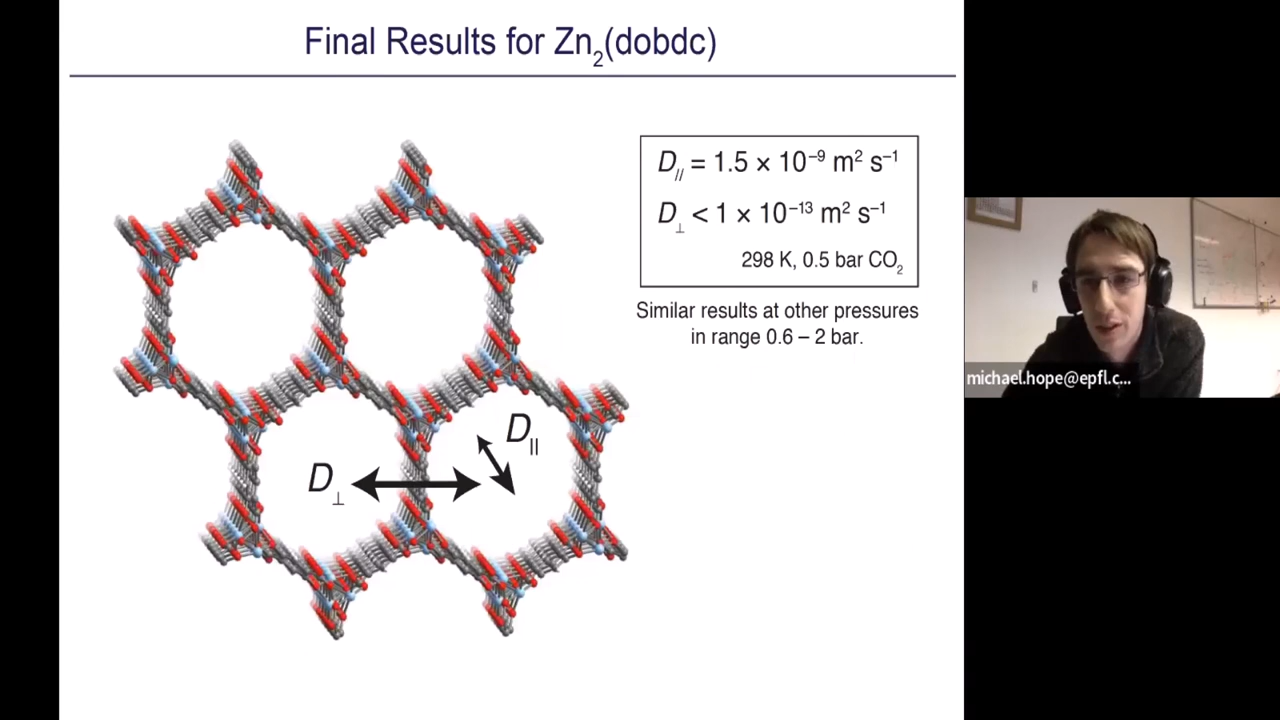 Final Results for Zn₂(dobdc)
D// = 1.5 × 10⁻⁹ m² s⁻¹
D⊥ < 1 × 10⁻¹³ m² s⁻¹
298 K, 0.5 bar CO₂
Similar results at other pressures
in range 0.6 – 2 bar.
D||
D⊥
michael.hope@epfl.c...